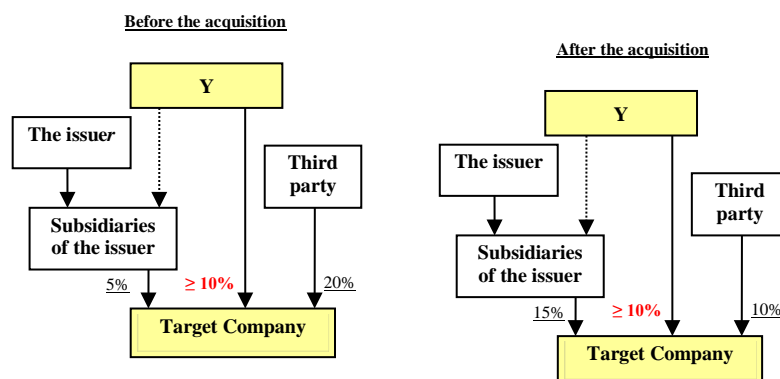 Before the acquisition
Y
The issuer
Third
party
Subsidiaries
of the issuer
5%
≥ 10%
20%
Target Company
After the acquisition
Y
The issuer
Third
party
Subsidiaries
of the issuer
15%
≥ 10%
10%
Target Company